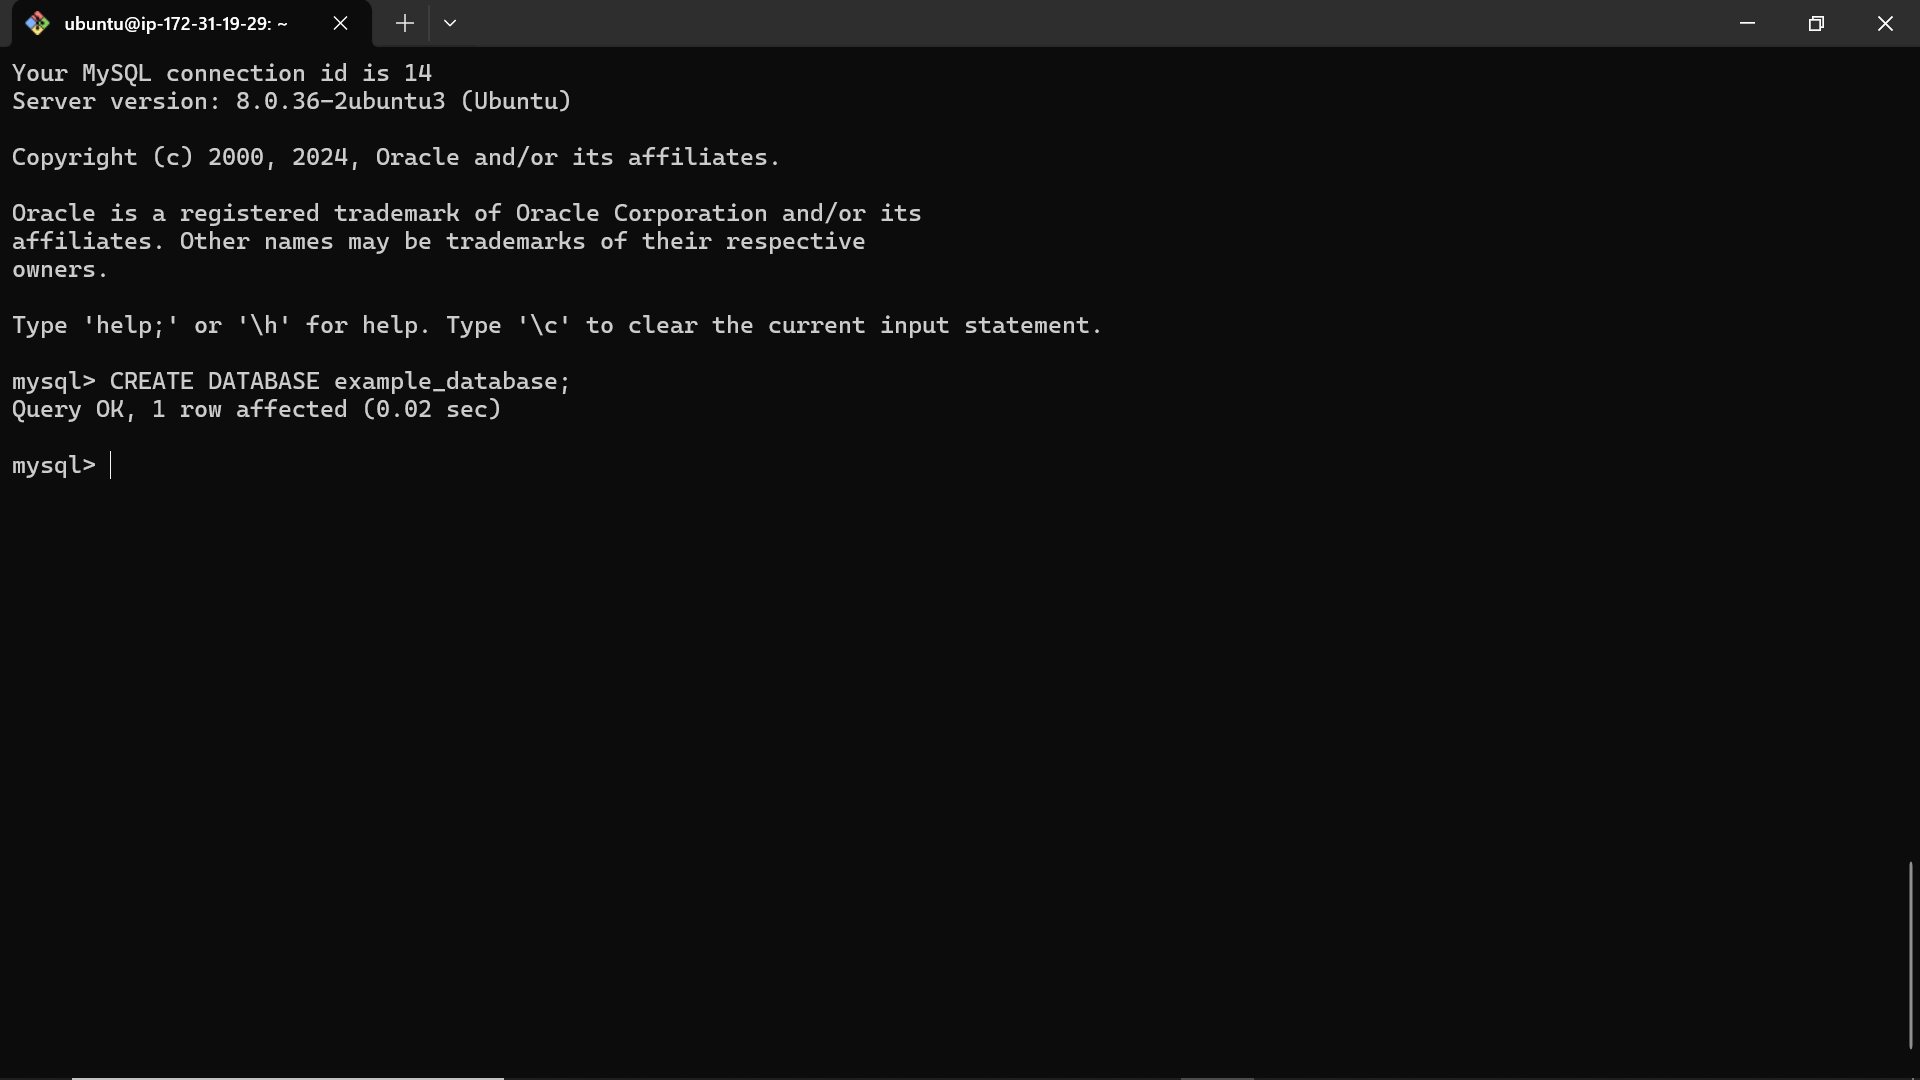 ubuntu@ip-172-31-19-29: ~
Your MySQL connection id is 14
Server version: 8.0.36-2ubuntu3 (Ubuntu)
Copyright (c) 2000, 2024, Oracle and/or its affiliates.
Oracle is a registered trademark of Oracle Corporation and/or its
affiliates. Other names may be trademarks of their respective
owners.
Type 'help;' or '\h' for help. Type '\c' to clear the current input statement.
mysql> CREATE DATABASE example_database;
Query OK, 1 row affected (0.02 sec)
mysql>